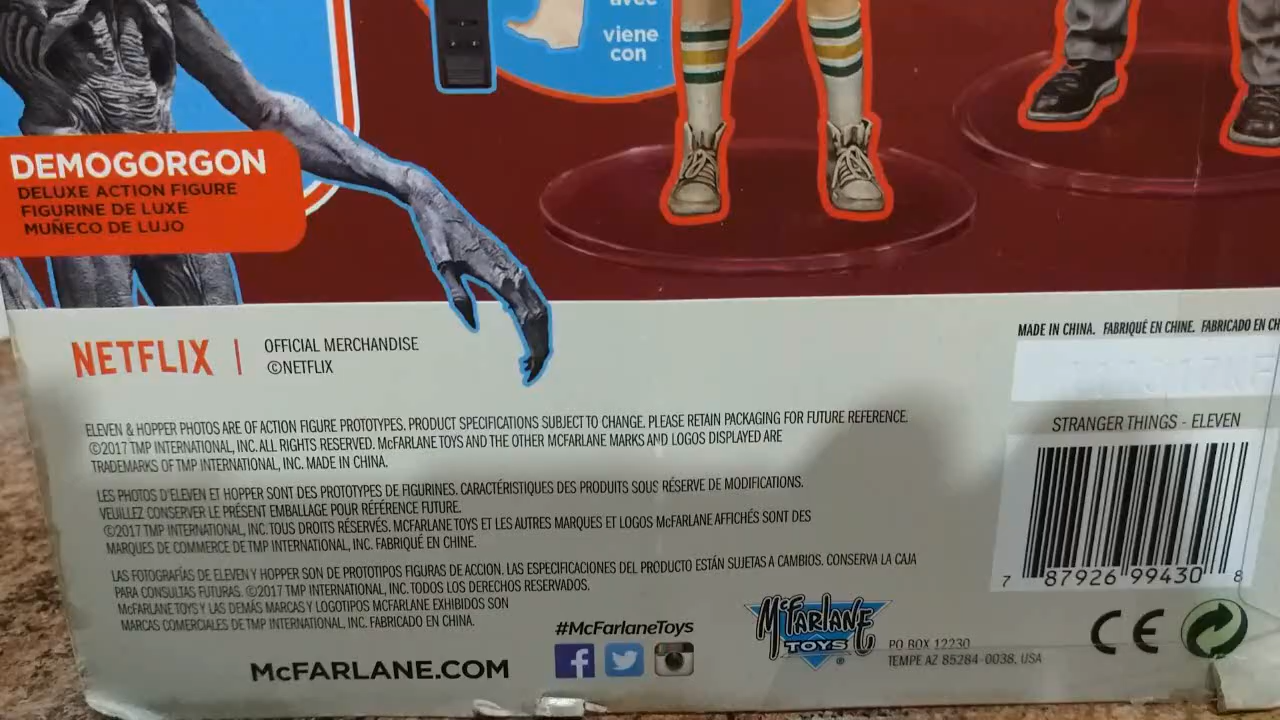 avec
viene
con
DEMOGORGON
DELUXE ACTION FIGURE
FIGURINE DE LUXE
MUÑECO DE LUJO
NETFLIX | OFFICIAL MERCHANDISE
©NETFLIX
ELEVEN & HOPPER PHOTOS ARE OF ACTION FIGURE PROTOTYPES. PRODUCT SPECIFICATIONS SUBJECT TO CHANGE. PLEASE RETAIN PACKAGING FOR FUTURE REFERENCE.
©2017 TMP INTERNATIONAL, INC. ALL RIGHTS RESERVED. McFARLANE TOYS AND THE OTHER MCFARLANE MARKS AND LOGOS DISPLAYED ARE
TRADEMARKS OF TMP INTERNATIONAL, INC. MADE IN CHINA.
LES PHOTOS D'ELEVEN ET HOPPER SONT DES PROTOTYPES DE FIGURINES. CARACTÉRISTIQUES DES PRODUITS SOUS RÉSERVE DE MODIFICATIONS.
VEUILLEZ CONSERVER LE PRÉSENT EMBALLAGE POUR RÉFÉRENCE FUTURE.
©2017 TMP INTERNATIONAL, INC. TOUS DROITS RÉSERVÉS. MCFARLANE TOYS ET LES AUTRES MARQUES ET LOGOS McFARLANE AFFICHÉS SONT DES
MARQUES DE COMMERCE DE TMP INTERNATIONAL, INC. FABRIQUÉ EN CHINE.
LAS FOTOGRAFÍAS DE ELEVEN Y HOPPER SON DE PROTOTIPOS FIGURAS DE ACCION. LAS ESPECIFICACIONES DEL PRODUCTO ESTÁN SUJETAS A CAMBIOS. CONSERVA LA CAJA
PARA CONSULTAS FUTURAS. ©2017 TMP INTERNATIONAL, INC. TODOS LOS DERECHOS RESERVADOS.
McFARLANE TOYS Y LAS DEMÁS MARCAS Y LOGOTIPOS MCFARLANE EXHIBIDOS SON
MARCAS COMERCIALES DE TMP INTERNATIONAL, INC. FABRICADO EN CHINA.
McFARLANE.COM
#McFarlaneToys
McFARLANE
TOYS
PO BOX 12230
TEMPE AZ 85284-0038, USA
MADE IN CHINA. FABRIQUÉ EN CHINE. FABRICADO EN CH
STRANGER THINGS - ELEVEN
7 87926 99430 8
CE